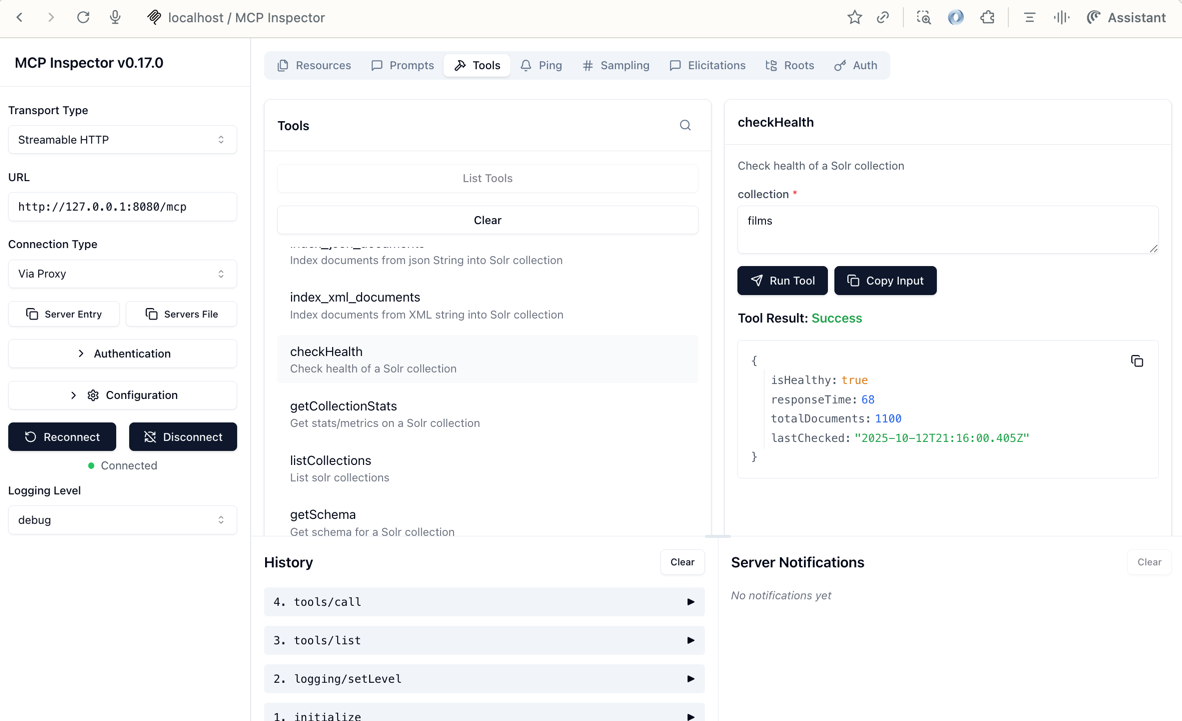 localhost / MCP Inspector
Assistant
MCP Inspector v0.17.0
Transport Type
Streamable HTTP
URL
http://127.0.0.1:8080/mcp
Connection Type
Via Proxy
Server Entry
Servers File
Authentication
Configuration
Reconnect
Disconnect
Connected
Logging Level
debug
Resources
Prompts
Tools
Ping
Sampling
Elicitations
Roots
Auth
Tools
List Tools
Clear
index_json_documents
Index documents from json String into Solr collection
index_xml_documents
Index documents from XML string into Solr collection
checkHealth
Check health of a Solr collection
getCollectionStats
Get stats/metrics on a Solr collection
listCollections
List solr collections
getSchema
Get schema for a Solr collection
checkHealth
Check health of a Solr collection
collection *
films
Run Tool
Copy Input
Tool Result: Success
{
isHealthy: true
responseTime: 68
totalDocuments: 1100
lastChecked: "2025-10-12T21:16:00.405Z"
}
History
Clear
4. tools/call
3. tools/list
2. logging/setLevel
1. initialize
Server Notifications
Clear
No notifications yet